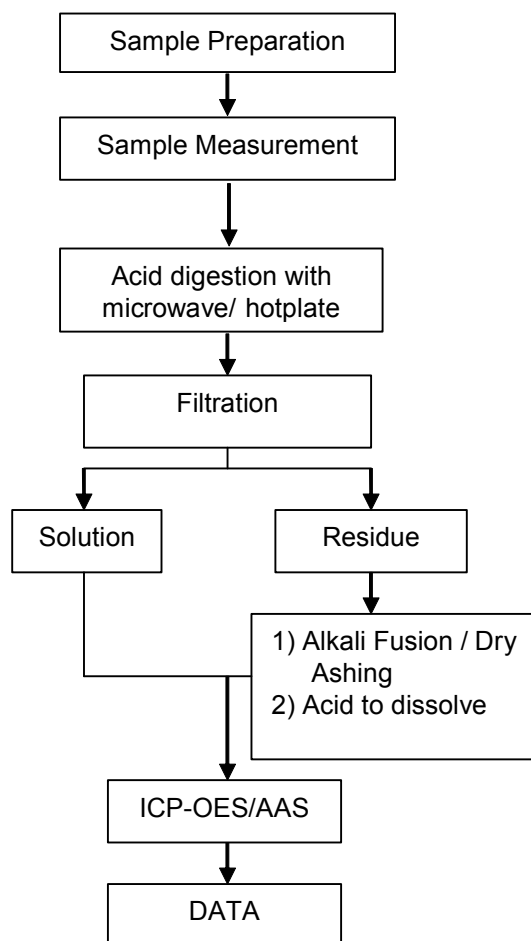 Sample Preparation
Sample Measurement
Acid digestion with
microwave/ hotplate
Filtration
Solution
Residue
1) Alkali Fusion / Dry
Ashing
2) Acid to dissolve
ICP-OES/AAS
DATA